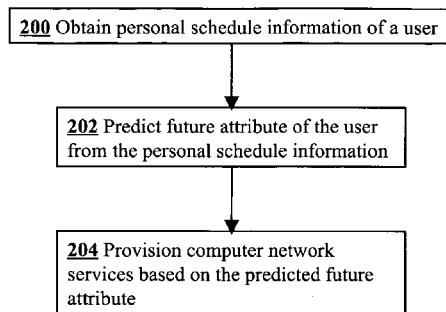 200 Obtain personal schedule information of a user
202 Predict future attribute of the user
from the personal schedule information
204 Provision computer network
services based on the predicted future
attribute